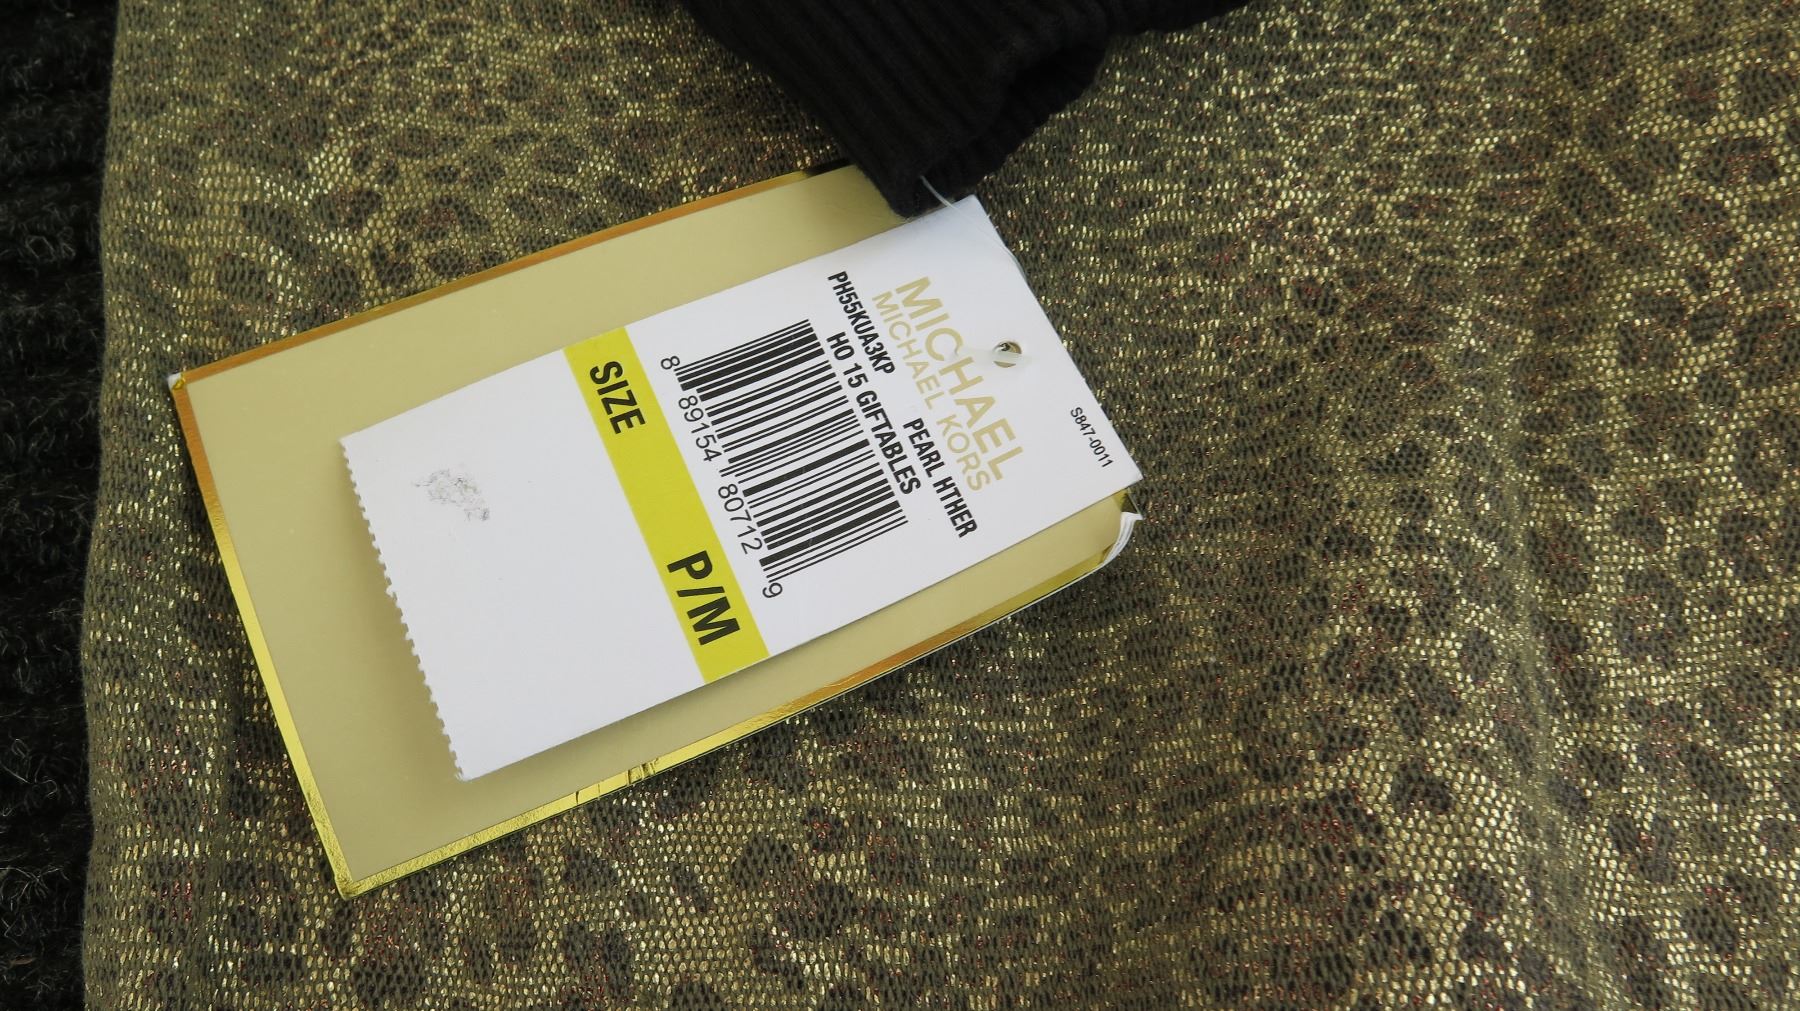 S847-0011
MICHAEL
MICHAEL KORS
PH55KUA3KP PEARL HTHER
HO 15 GIFTABLES
8 89154 80712 9
SIZE P/M